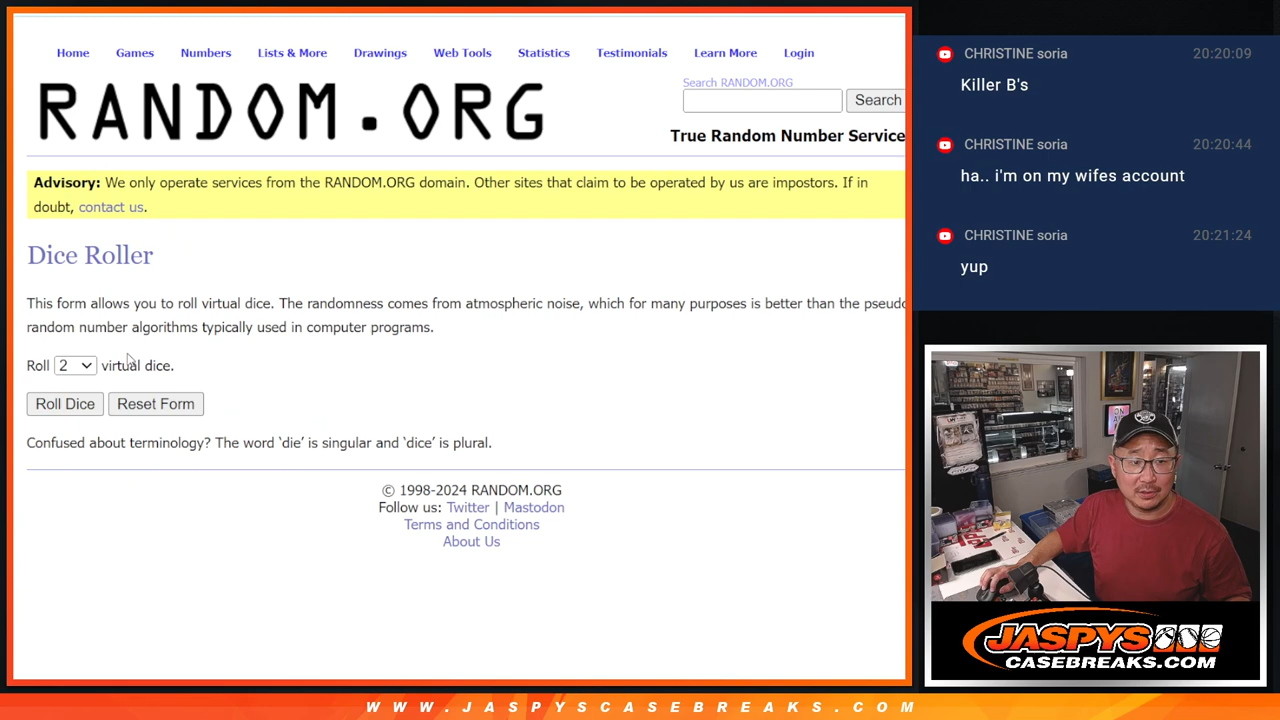 Home Games Numbers Lists & More Drawings Web Tools Statistics Testimonials Learn More Login
RANDOM.ORG
Search RANDOM.ORG
Search
True Random Number Service
Advisory: We only operate services from the RANDOM.ORG domain. Other sites that claim to be operated by us are impostors. If in
doubt, contact us.
Dice Roller
This form allows you to roll virtual dice. The randomness comes from atmospheric noise, which for many purposes is better than the pseudo
random number algorithms typically used in computer programs.
Roll 2 virtual dice.
Roll Dice Reset Form
Confused about terminology? The word ‘die’ is singular and ‘dice’ is plural.
© 1998-2024 RANDOM.ORG
Follow us: Twitter | Mastodon
Terms and Conditions
About Us
CHRISTINE soria 20:20:09
Killer B's
CHRISTINE soria 20:20:44
ha.. i'm on my wifes account
CHRISTINE soria 20:21:24
yup
JASPYS
CASEBREAKS.COM
WWW.JASPYSCASEBREAKS.COM